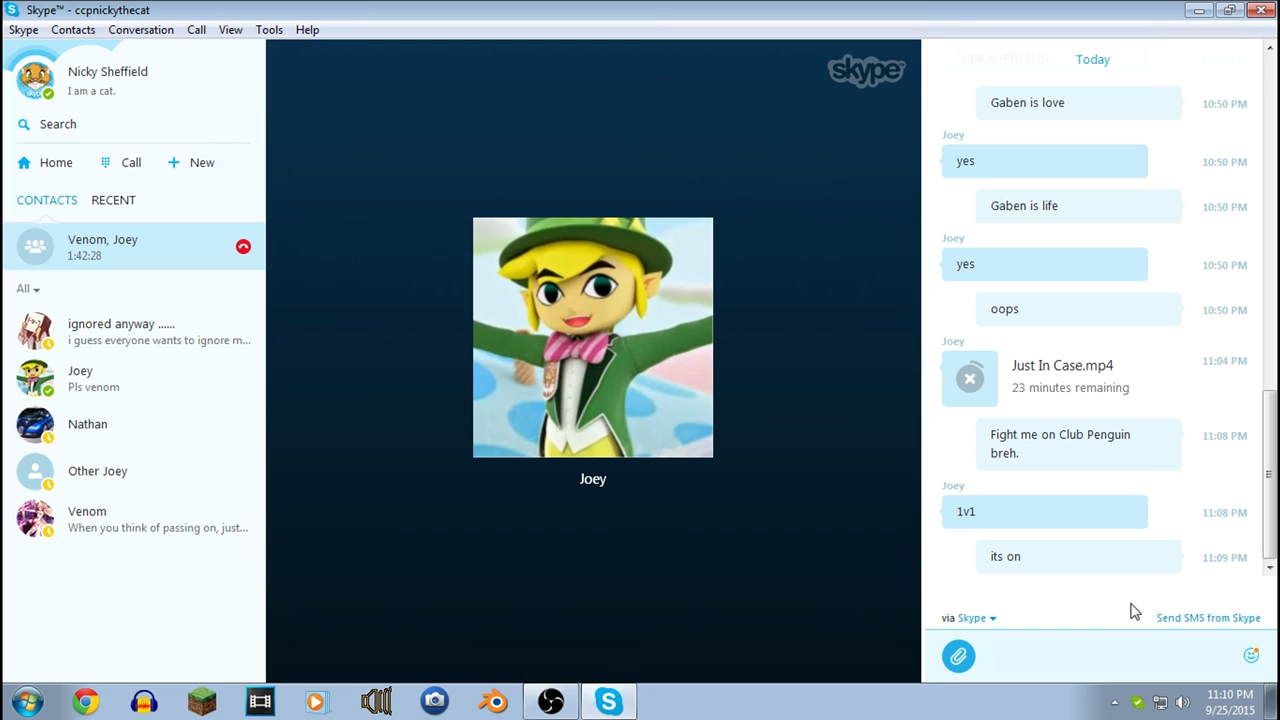 Skype™ - ccpnickythecat
Skype Contacts Conversation Call View Tools Help
Nicky Sheffield
I am a cat.
Search
Home Call New
CONTACTS RECENT
Venom, Joey
1:42:28
All
ignored anyway ......
i guess everyone wants to ignore m...
Joey
Pls venom
Nathan
Other Joey
Venom
When you think of passing on, just...
skype
Joey
Today
Gaben is love 10:50 PM
Joey
yes 10:50 PM
Gaben is life 10:50 PM
Joey
yes 10:50 PM
oops 10:50 PM
Joey
Just In Case.mp4 11:04 PM
23 minutes remaining
Fight me on Club Penguin 11:08 PM
breh.
Joey
1v1 11:08 PM
its on 11:09 PM
via Skype Send SMS from Skype
11:10 PM
9/25/2015